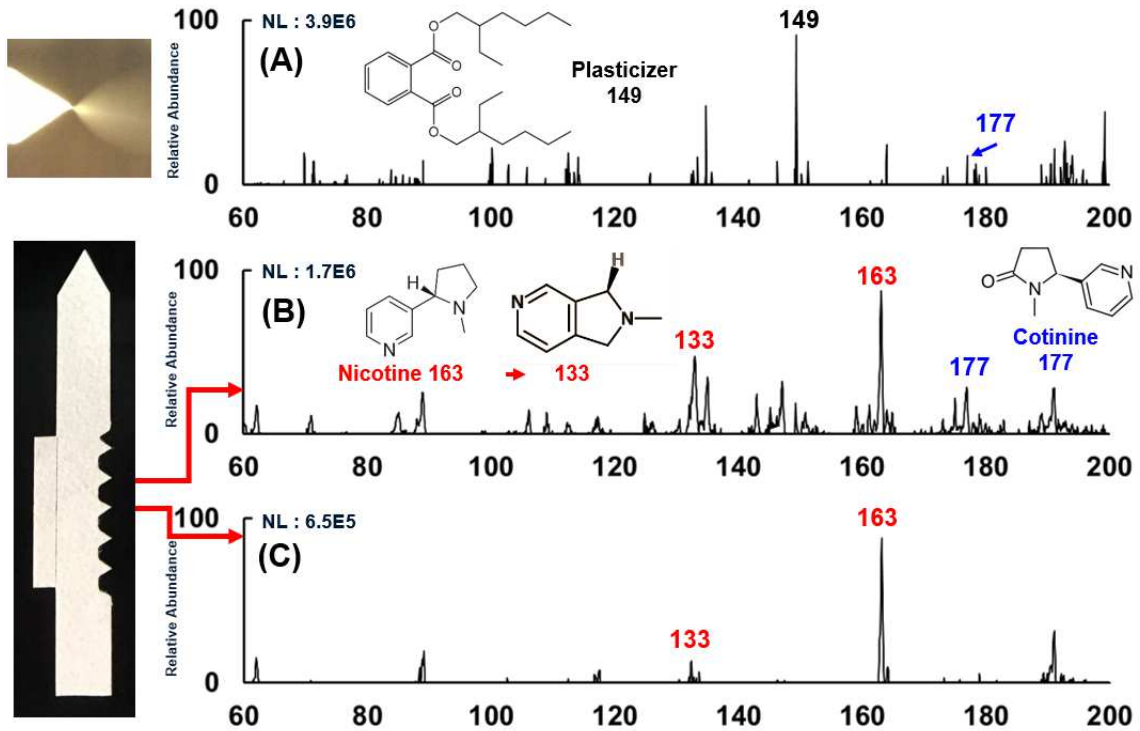 NL : 3.9E6
(A)
Relative Abundance
100
0
O
O
O
O
Plasticizer
149
149
177
60 80 100 120 140 160 180 200
NL : 1.7E6
(B)
Relative Abundance
100
0
H
N
N
H
N
N
Nicotine 163
133
133
163
177
O
N
N
Cotinine
177
60 80 100 120 140 160 180 200
NL : 6.5E5
(C)
Relative Abundance
100
0
133
163
60 80 100 120 140 160 180 200